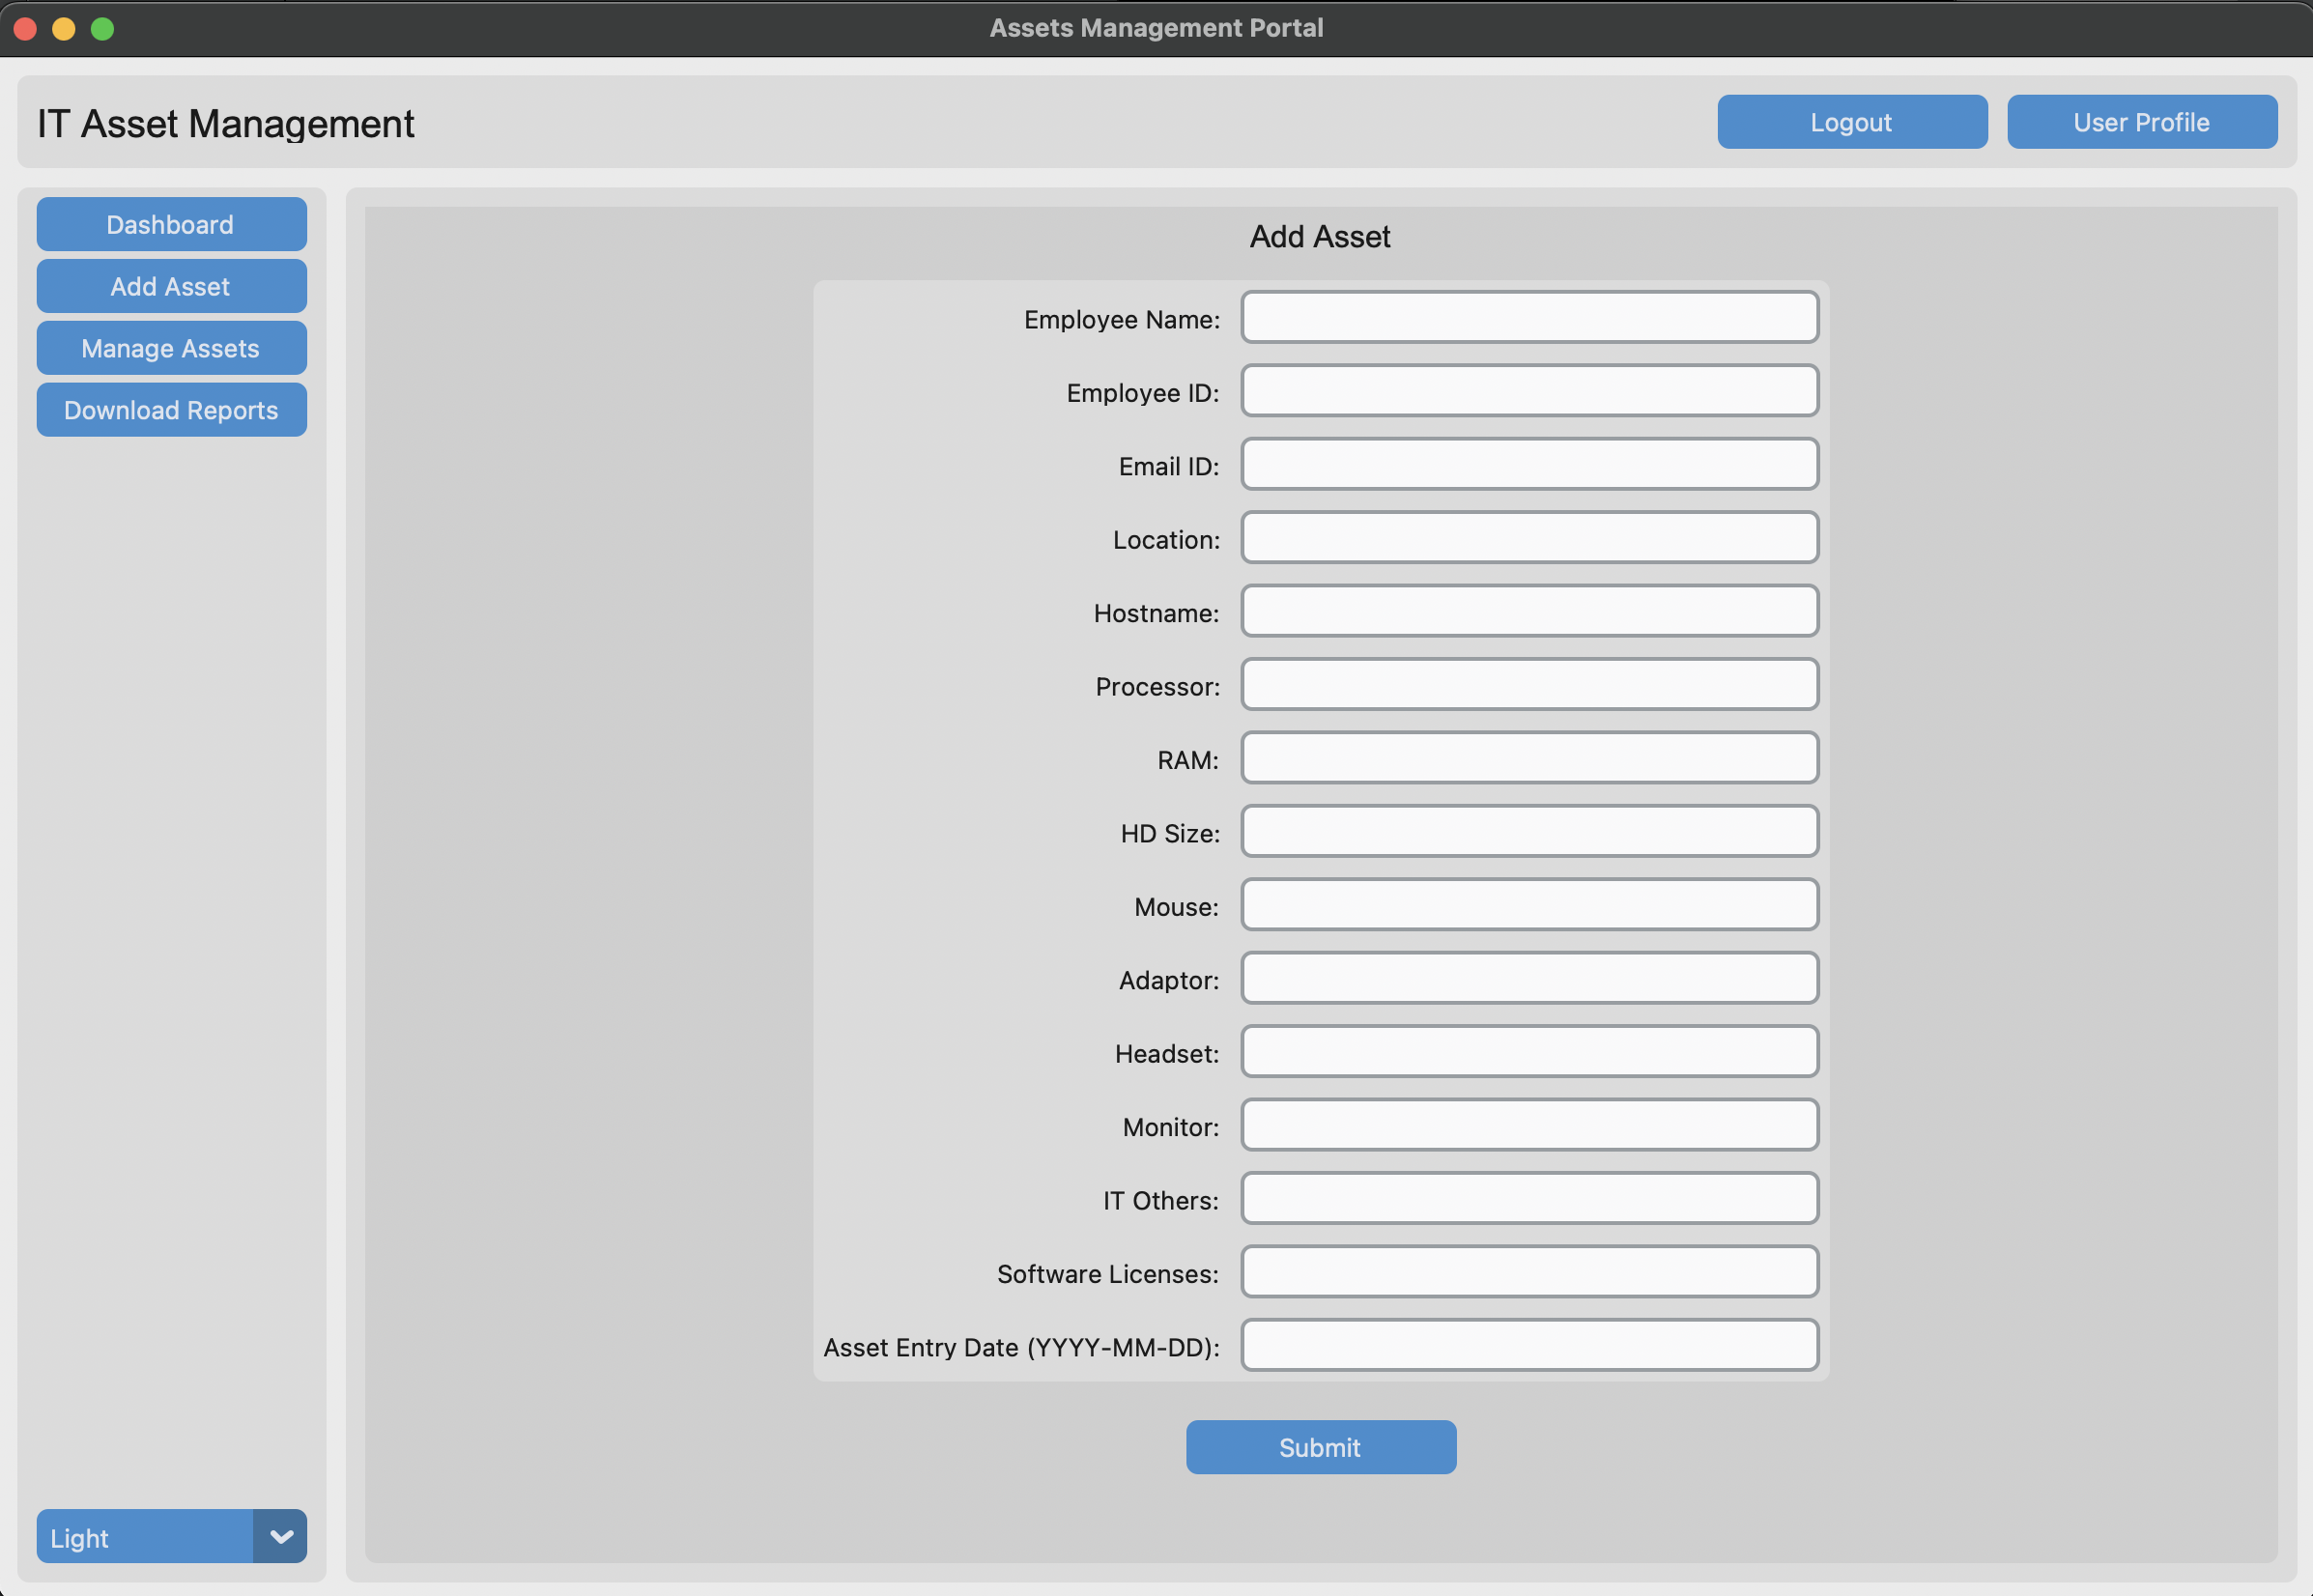 Assets Management Portal
IT Asset Management
Logout
User Profile
Dashboard
Add Asset
Manage Assets
Download Reports
Light
Add Asset
Employee Name:
Employee ID:
Email ID:
Location:
Hostname:
Processor:
RAM:
HD Size:
Mouse:
Adaptor:
Headset:
Monitor:
IT Others:
Software Licenses:
Asset Entry Date (YYYY-MM-DD):
Submit